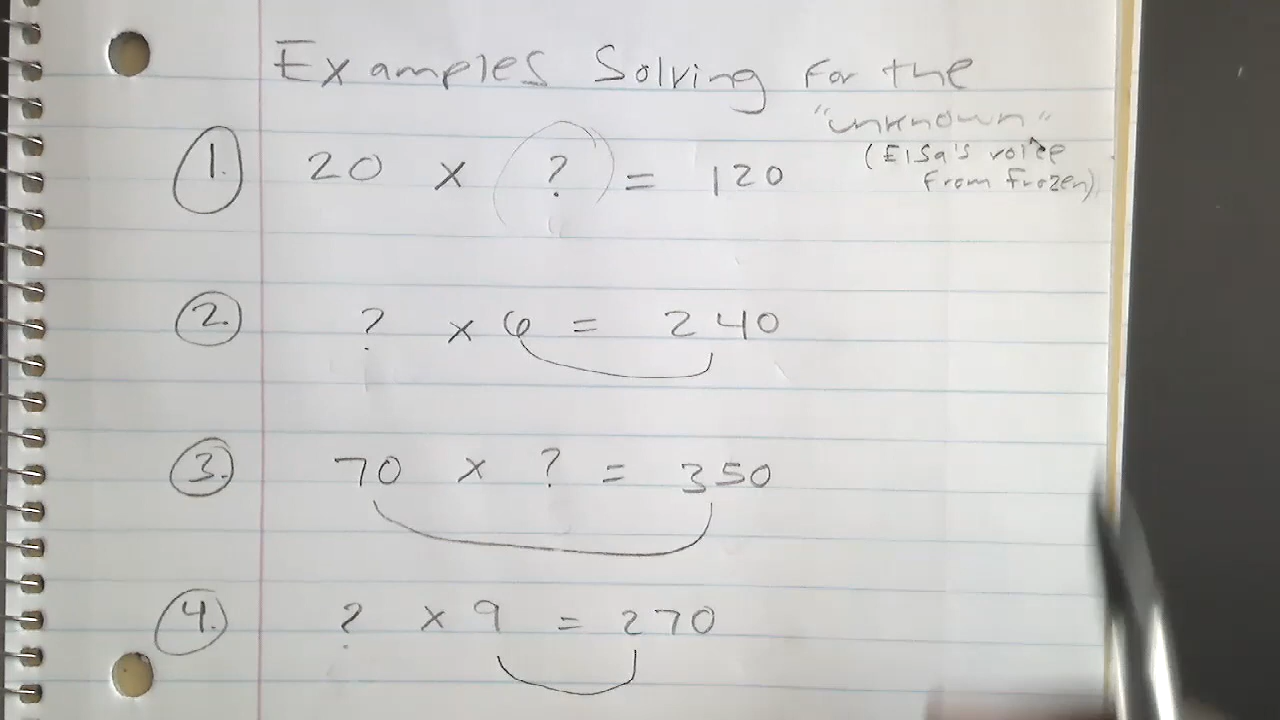 Examples Solving for the
"unknown"
(Elsa's voice
from frozen)
1. 20 x ? = 120
2. ? x 6 = 240
3. 70 x ? = 350
4. ? x 9 = 270